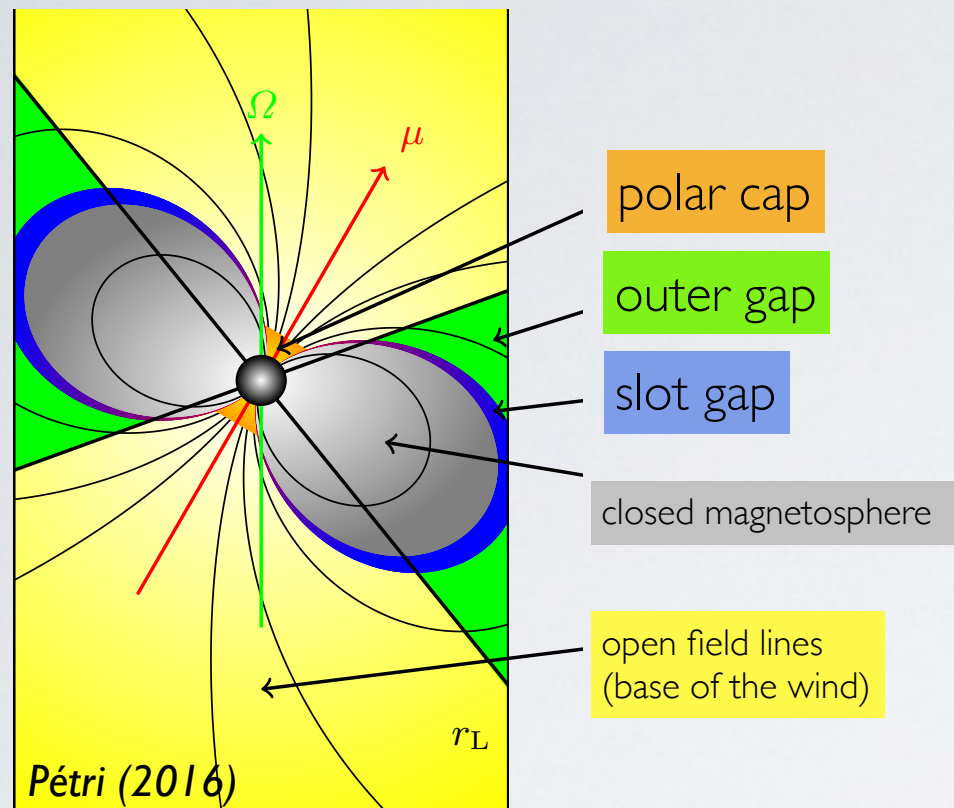 Ω
μ
polar cap
outer gap
slot gap
closed magnetosphere
open field lines
(base of the wind)
r_L
Pétri (2016)